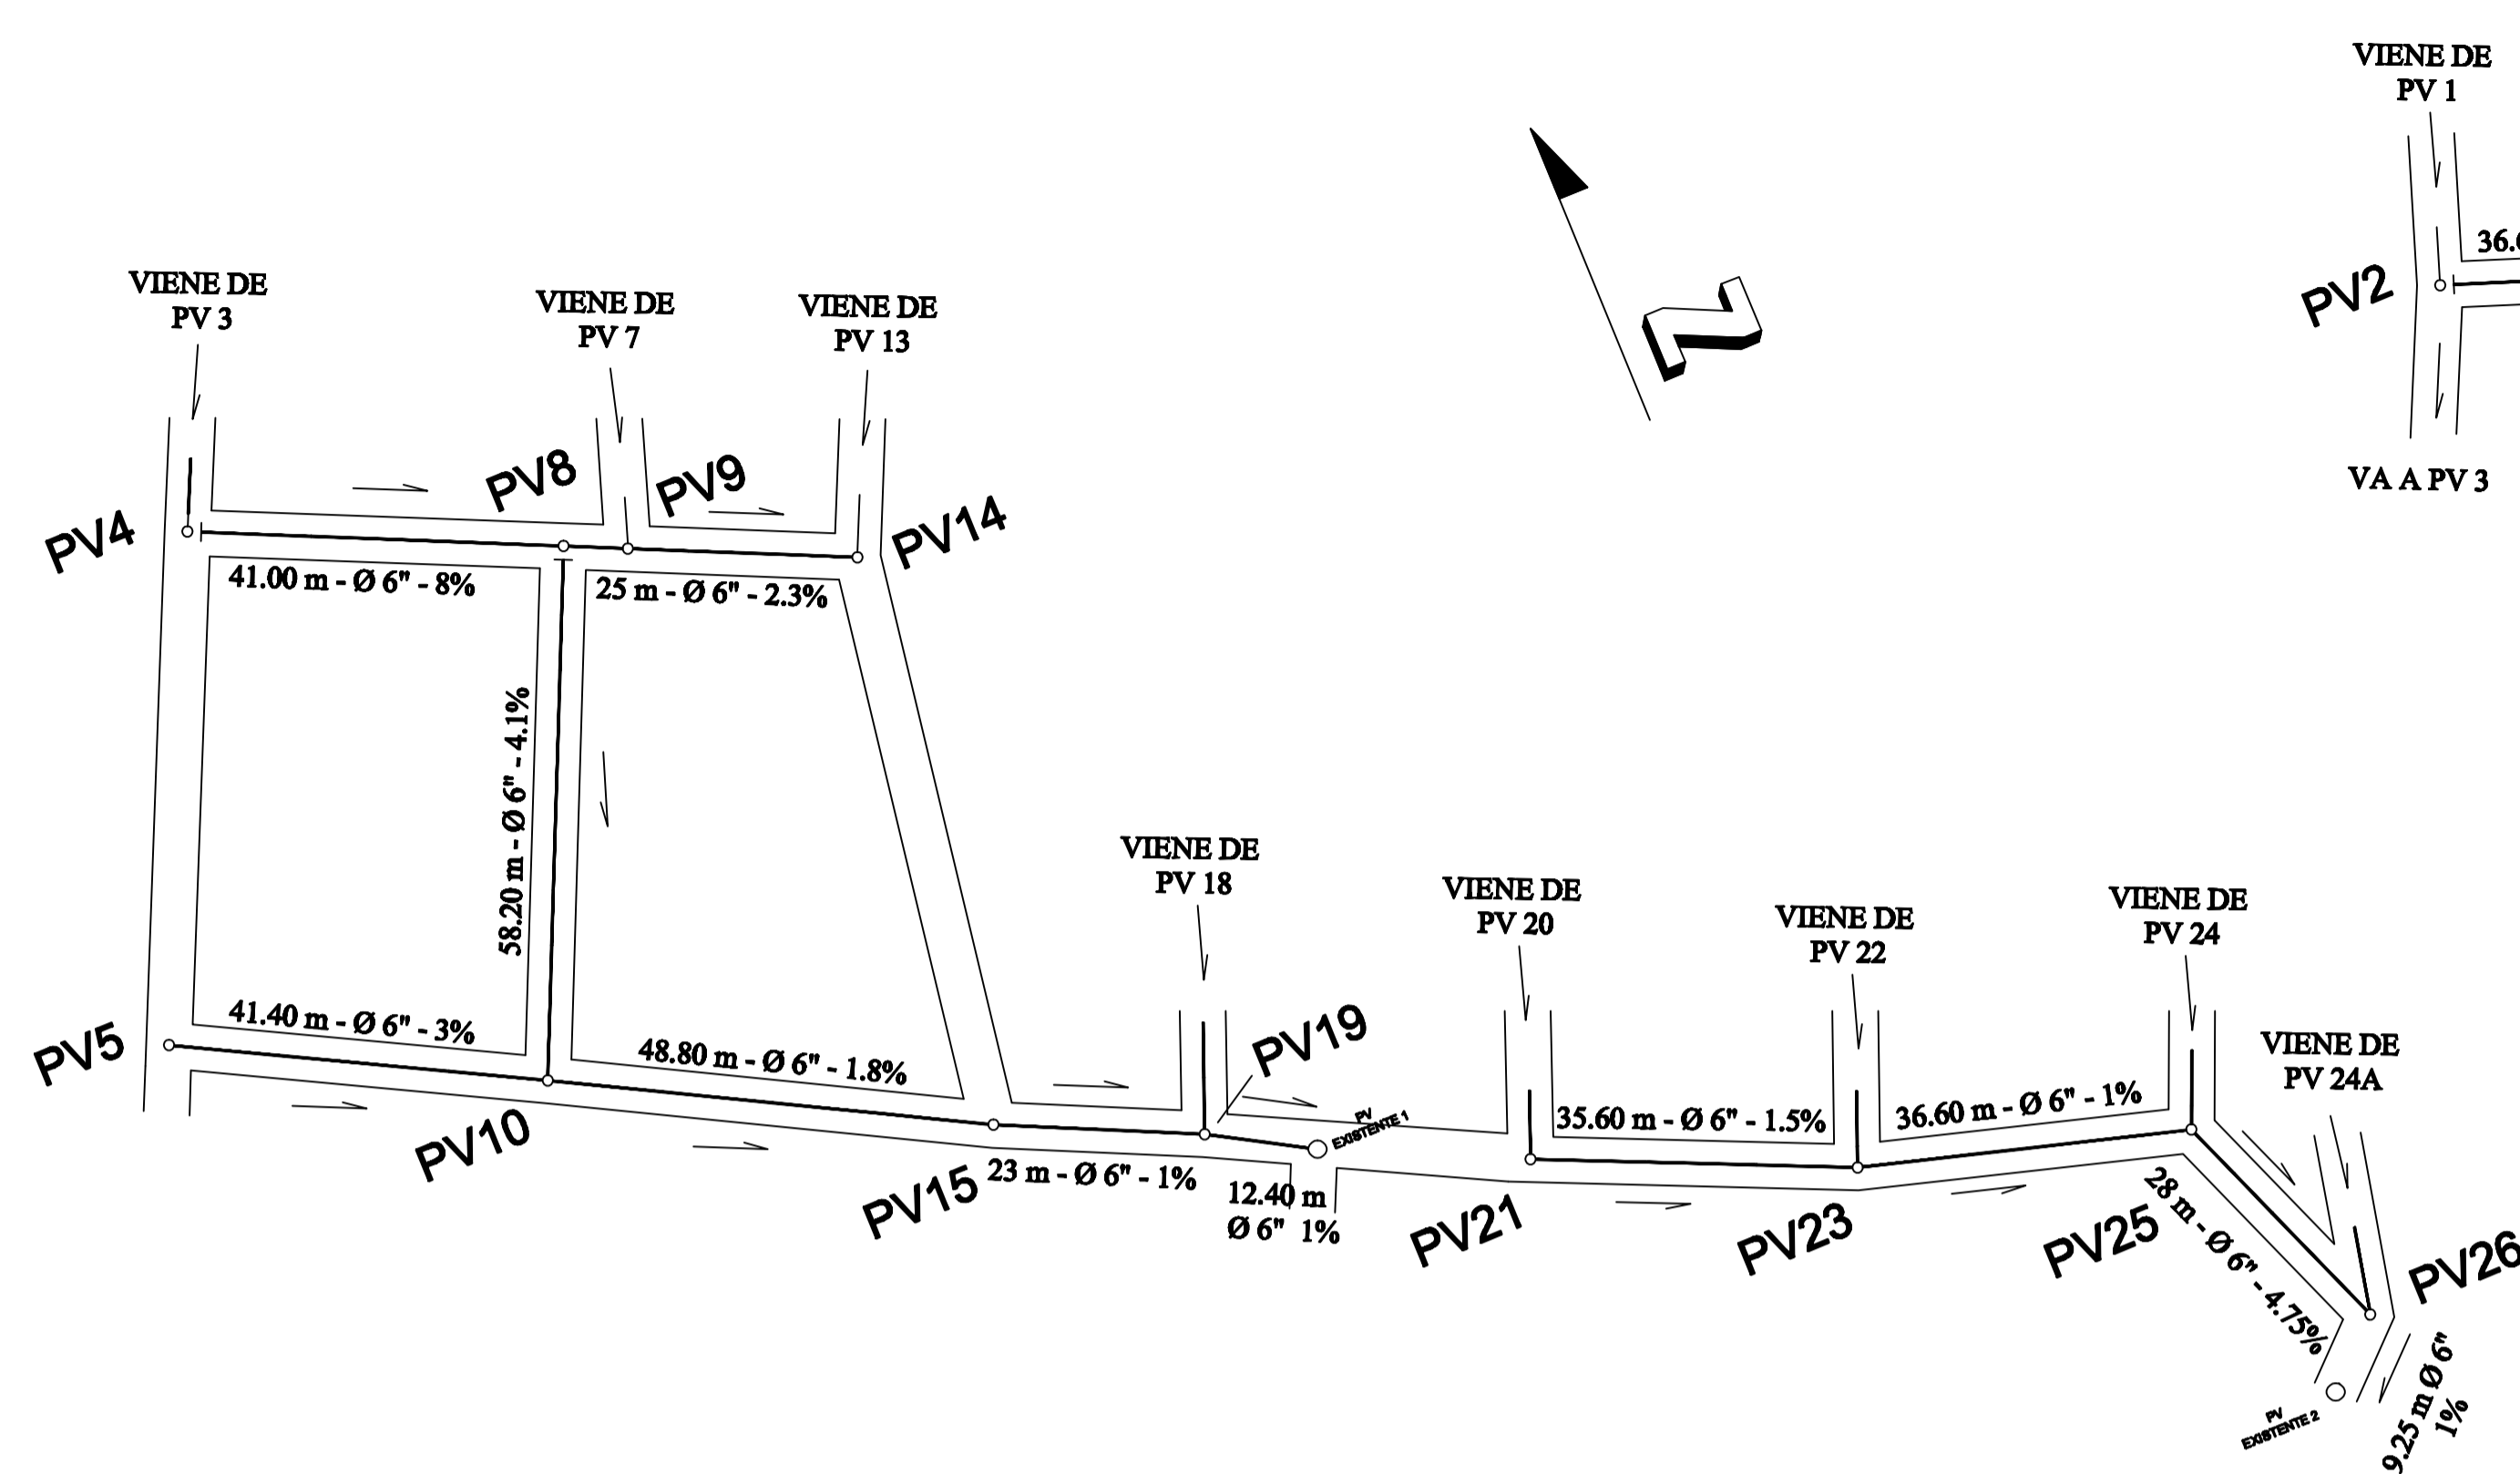 VIENE DE
PV 1
36.
PV2
VA A PV 3
VIENE DE
PV 3
VIENE DE
PV 7
VIENE DE
PV 13
N
PV4
PV8
PV9
PV14
41.00 m - Ø 6" - 8%
25 m - Ø 6" - 2.3%
58.20 m - Ø 6" - 4.1%
VIENE DE
PV 18
VIENE DE
PV 20
VIENE DE
PV 22
VIENE DE
PV 24
VIENE DE
PV 24A
PV5
41.40 m - Ø 6" - 3%
48.80 m - Ø 6" - 1.8%
PV19
PV
EXISTENTE 1
35.60 m - Ø 6" - 1.5%
36.60 m - Ø 6" - 1%
PV10
PV15
23 m - Ø 6" - 1%
12.40 m
Ø 6" 1%
PV21
PV23
PV25
28 m - Ø 6" - 4.75%
PV26
9.25 m Ø 6"
1%
PV
EXISTENTE 2